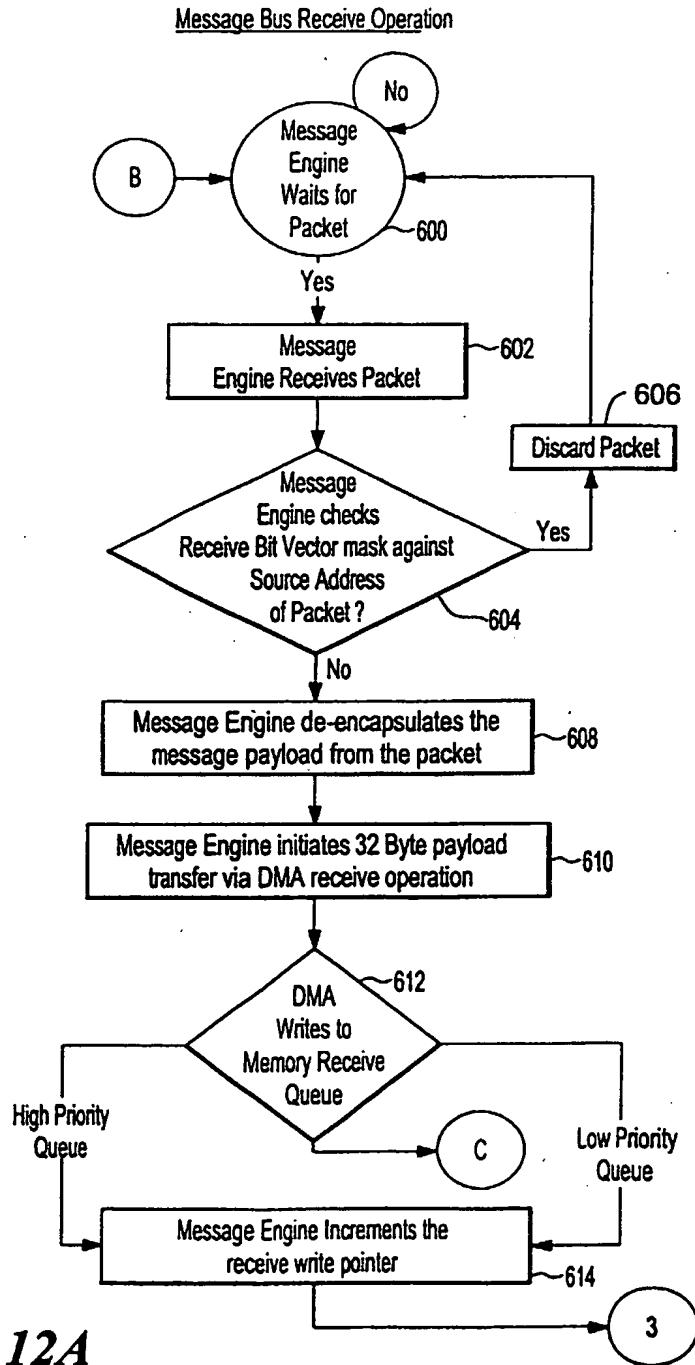 Message Bus Receive Operation
No
Message
Engine
Waits for
Packet
600
B
Yes
Message
Engine Receives Packet
602
606
Discard Packet
Message
Engine checks
Receive Bit Vector mask against
Source Address
of Packet ?
Yes
604
No
Message Engine de-encapsulates the
message payload from the packet
608
Message Engine initiates 32 Byte payload
transfer via DMA receive operation
610
612
DMA
Writes to
Memory Receive
Queue
High Priority
Queue
C
Low Priority
Queue
Message Engine Increments the
receive write pointer
614
3
12A